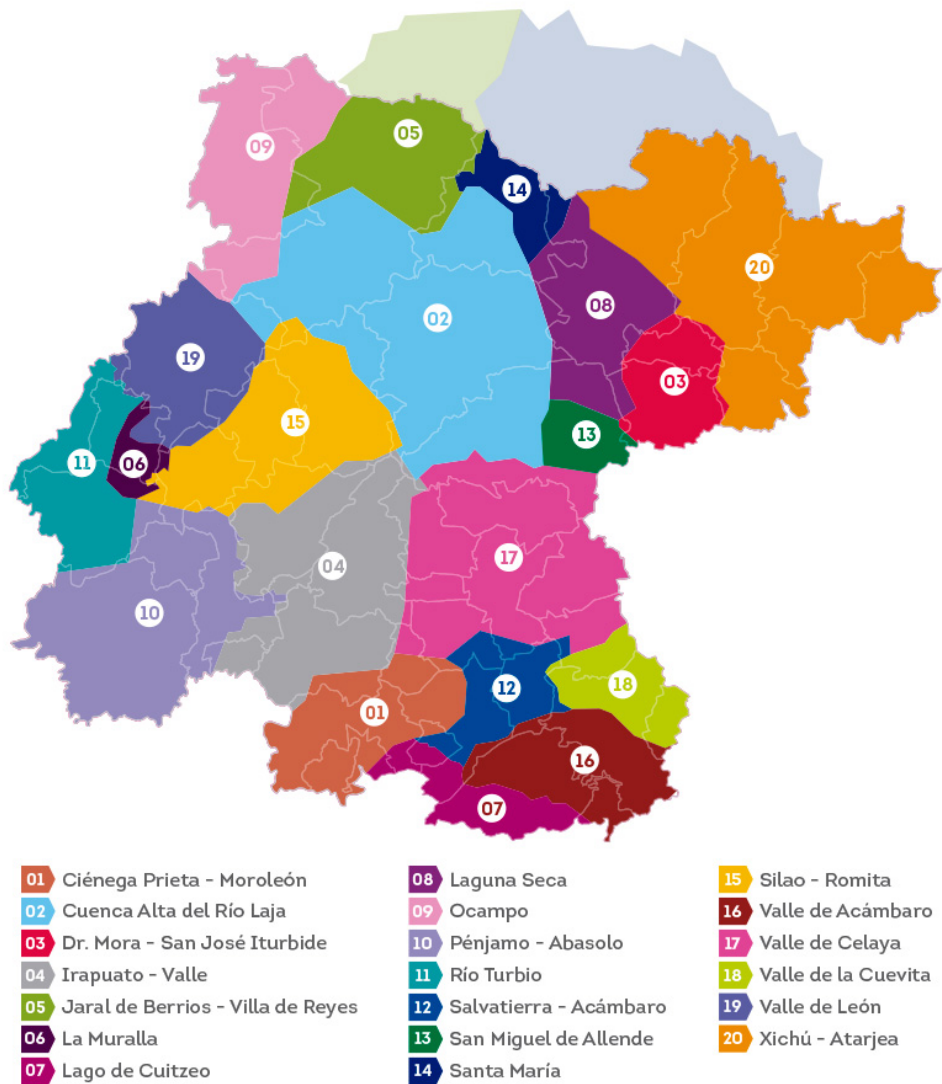 09
05
14
20
02
08
19
03
15
13
11
06
17
04
10
18
12
01
16
07
01 Ciénega Prieta - Moroleón
02 Cuenca Alta del Río Laja
03 Dr. Mora - San José Iturbide
04 Irapuato - Valle
05 Jaral de Berrios - Villa de Reyes
06 La Muralla
07 Lago de Cuitzeo
08 Laguna Seca
09 Ocampo
10 Pénjamo - Abasolo
11 Río Turbio
12 Salvatierra - Acámbaro
13 San Miguel de Allende
14 Santa María
15 Silao - Romita
16 Valle de Acámbaro
17 Valle de Celaya
18 Valle de la Cuevita
19 Valle de León
20 Xichú - Atarjea